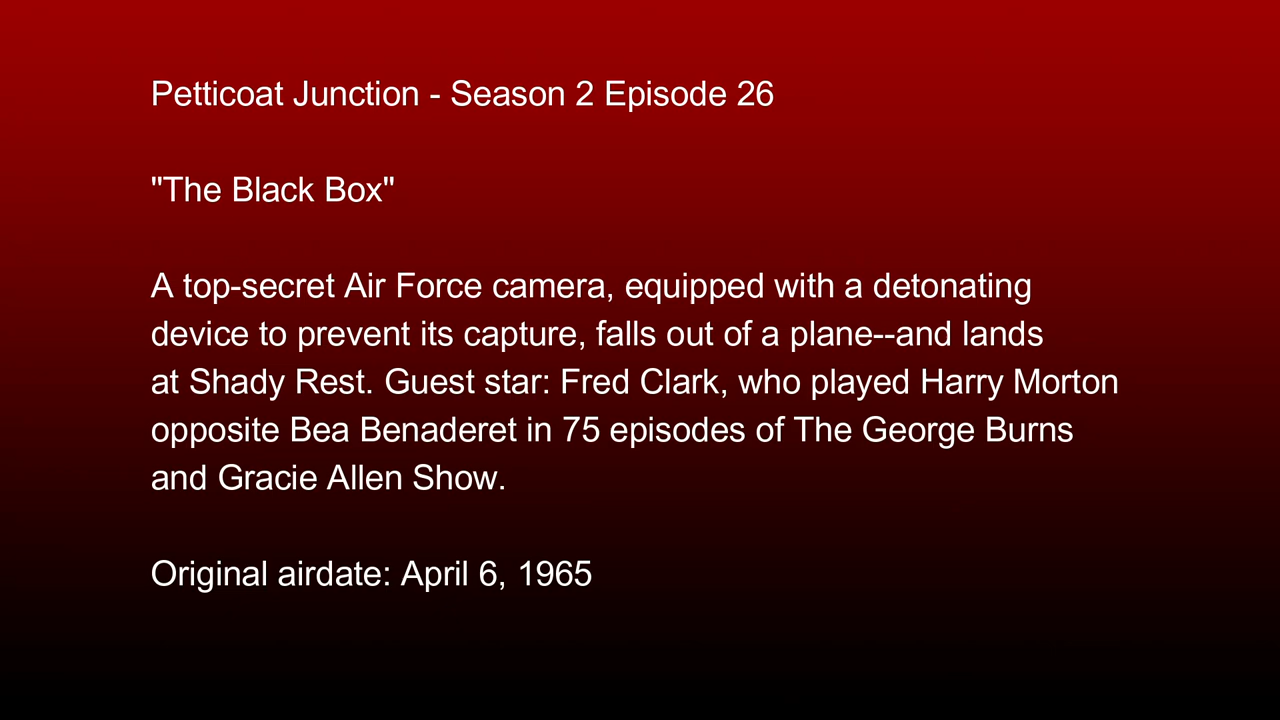 Petticoat Junction - Season 2 Episode 26
"The Black Box"
A top-secret Air Force camera, equipped with a detonating
device to prevent its capture, falls out of a plane--and lands
at Shady Rest. Guest star: Fred Clark, who played Harry Morton
opposite Bea Benaderet in 75 episodes of The George Burns
and Gracie Allen Show.
Original airdate: April 6, 1965